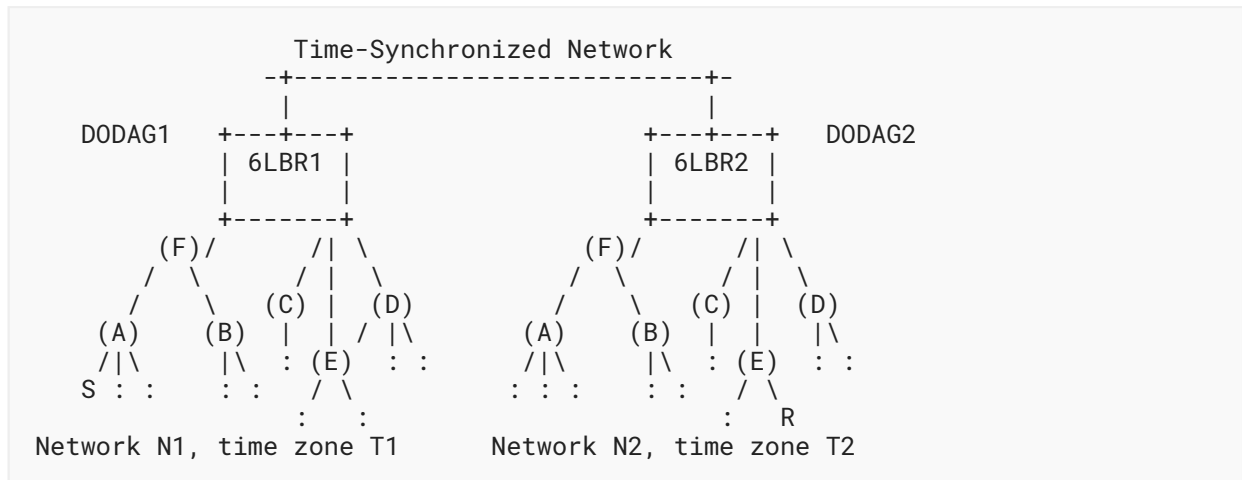 Time-Synchronized Network
-+---------------------------+-
|                           |
DODAG1   +---+---+                   +---+---+   DODAG2
| 6LBR1 |                   | 6LBR2 |
|       |                   |       |
+-------+                   +-------+
(F)/      /| \              (F)/      /| \
/  \      / |  \            /  \      / |  \
/    \   (C) |  (D)         /    \   (C) |  (D)
(A)    (B)  |  | / |\       (A)    (B)  |  |   |\
/|\     |\  : (E)  : :      /|\     |\  : (E)  : :
S : :    : :   / \          : : :    : :   / \
:   :                       :   R
Network N1, time zone T1      Network N2, time zone T2